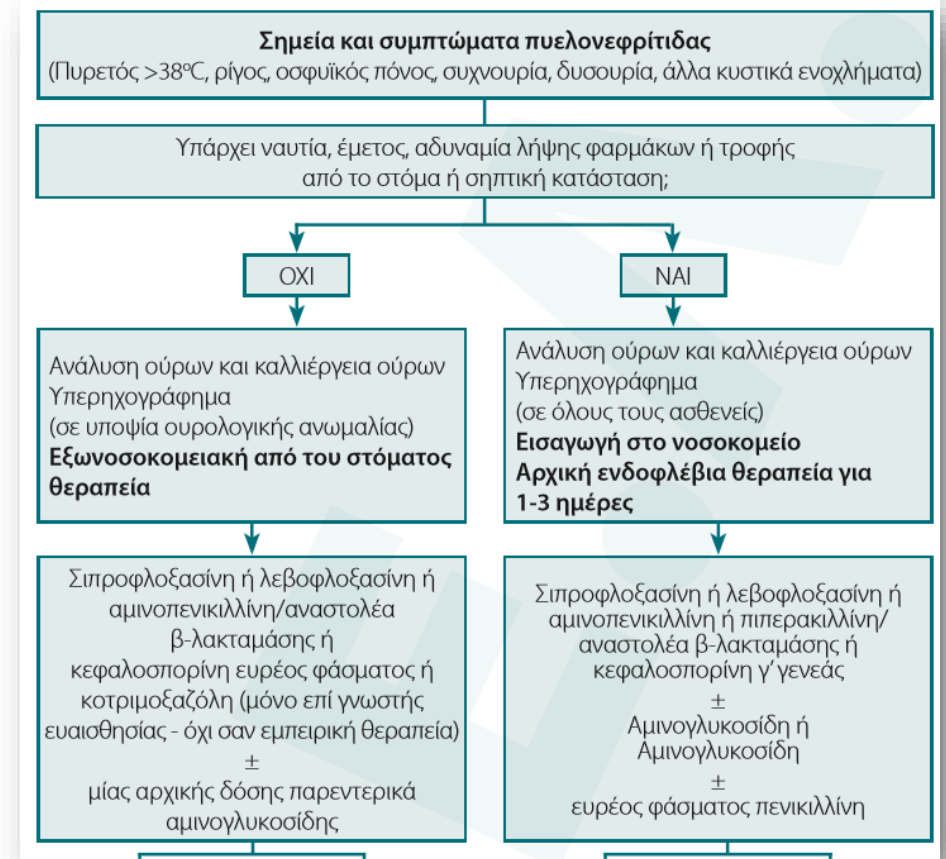 Σημεία και συμπτώματα πυελονεφρίτιδας
(Πυρετός >38°C, ρίγος, οσφυϊκός πόνος, συχνουρία, δυσουρία, άλλα κυστικά ενοχλήματα)
Υπάρχει ναυτία, έμετος, αδυναμία λήψης φαρμάκων ή τροφής
από το στόμα ή σηπτική κατάσταση;
ΟΧΙ
ΝΑΙ
Ανάλυση ούρων και καλλιέργεια ούρων
Υπερηχογράφημα
(σε υποψία ουρολογικής ανωμαλίας)
Εξωνοσοκομειακή από του στόματος
θεραπεία
Ανάλυση ούρων και καλλιέργεια ούρων
Υπερηχογράφημα
(σε όλους τους ασθενείς)
Εισαγωγή στο νοσοκομείο
Αρχική ενδοφλέβια θεραπεία για
1-3 ημέρες
Σιπροφλοξασίνη ή λεβοφλοξασίνη ή
αμινοπενικιλλίνη/αναστολέα
β-λακταμάσης ή
κεφαλοσπορίνη ευρέος φάσματος ή
κοτριμοξαζόλη (μόνο επί γνωστής
ευαισθησίας - όχι σαν εμπειρική θεραπεία)
±
μίας αρχικής δόσης παρεντερικά
αμινογλυκοσίδης
Σιπροφλοξασίνη ή λεβοφλοξασίνη ή
αμινοπενικιλλίνη ή πιπερακιλλίνη/
αναστολέα β-λακταμάσης ή
κεφαλοσπορίνη γ' γενεάς
±
Αμινογλυκοσίδη ή
Αμινογλυκοσίδη
±
ευρέος φάσματος πενικιλλίνη